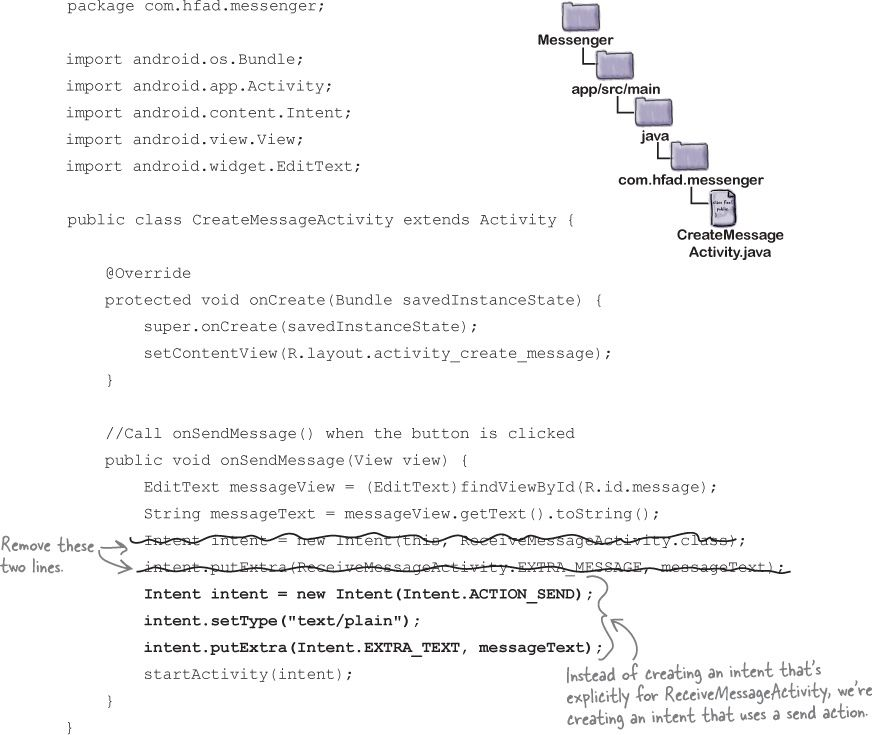 package com.hfad.messenger;
import android.os.Bundle;
import android.app.Activity;
import android.content.Intent;
import android.view.View;
import android.widget.EditText;
public class CreateMessageActivity extends Activity {
@Override
protected void onCreate(Bundle savedInstanceState) {
super.onCreate(savedInstanceState);
setContentView(R.layout.activity_create_message);
}
//Call onSendMessage() when the button is clicked
public void onSendMessage(View view) {
EditText messageView = (EditText)findViewById(R.id.message);
String messageText = messageView.getText().toString();
Intent intent = new Intent(this, ReceiveMessageActivity.class);
intent.putExtra(ReceiveMessageActivity.EXTRA_MESSAGE, messageText);
Intent intent = new Intent(Intent.ACTION_SEND);
intent.setType("text/plain");
intent.putExtra(Intent.EXTRA_TEXT, messageText);
startActivity(intent);
}
}
Remove these
two lines.
Instead of creating an intent that's
explicitly for ReceiveMessageActivity, we're
creating an intent that uses a send action.
Messenger
app/src/main
java
com.hfad.messenger
CreateMessage
Activity.java